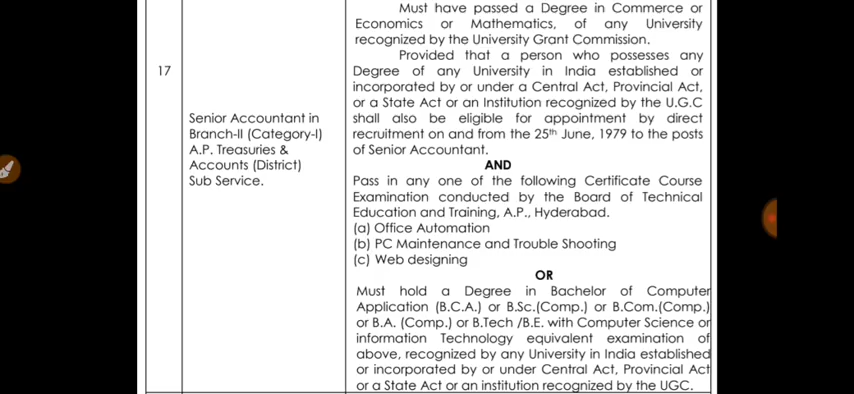 17
Senior Accountant in
Branch-II (Category-I)
A.P. Treasuries &
Accounts (District)
Sub Service.
Must have passed a Degree in Commerce or
Economics or Mathematics, of any University
recognized by the University Grant Commission.
Provided that a person who possesses any
Degree of any University in India established or
incorporated by or under a Central Act, Provincial Act,
or a State Act or an Institution recognized by the U.G.C
shall also be eligible for appointment by direct
recruitment on and from the 25th June, 1979 to the posts
of Senior Accountant.
AND
Pass in any one of the following Certificate Course
Examination conducted by the Board of Technical
Education and Training, A.P., Hyderabad.
(a) Office Automation
(b) PC Maintenance and Trouble Shooting
(c) Web designing
OR
Must hold a Degree in Bachelor of Computer
Application (B.C.A.) or B.Sc.(Comp.) or B.Com.(Comp.)
or B.A. (Comp.) or B.Tech /B.E. with Computer Science or
information Technology equivalent examination of
above, recognized by any University in India established
or incorporated by or under Central Act, Provincial Act
or a State Act or an institution recognized by the UGC.